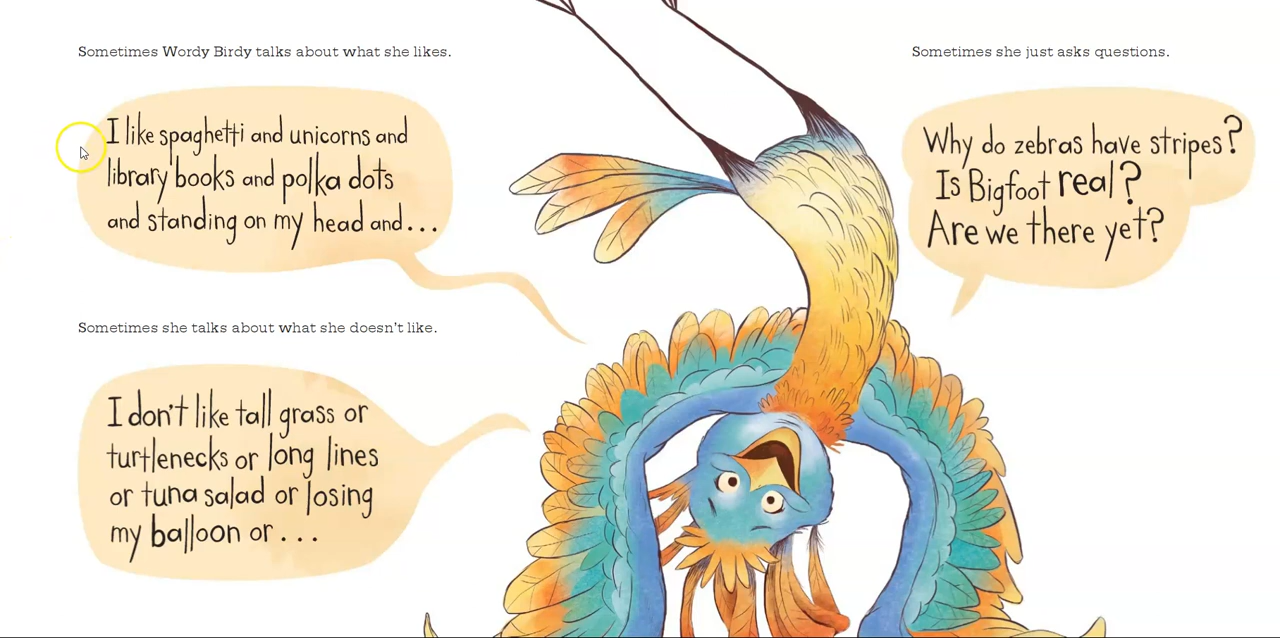 Sometimes Wordy Birdy talks about what she likes.
I like spaghetti and unicorns and
library books and polka dots
and standing on my head and...
Sometimes she talks about what she doesn't like.
I don't like tall grass or
turtlenecks or long lines
or tuna salad or losing
my balloon or...
Sometimes she just asks questions.
Why do zebras have stripes?
Is Bigfoot real?
Are we there yet?